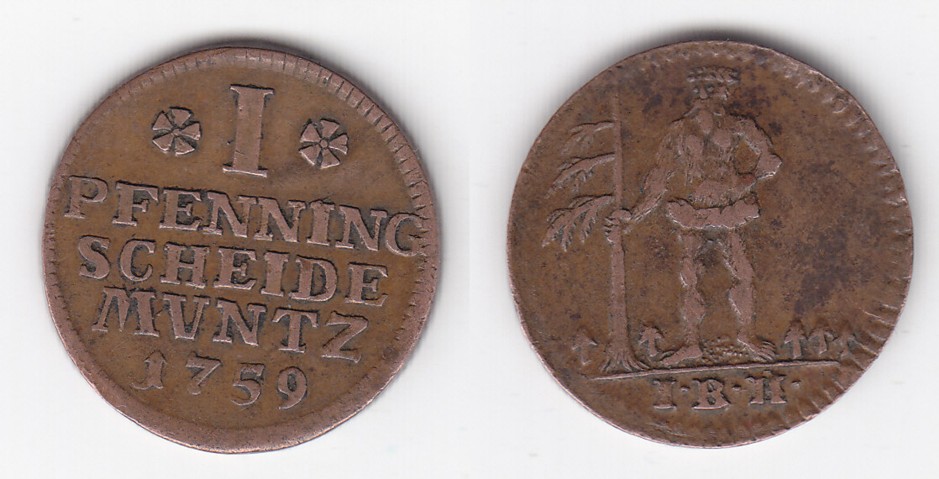 I
PFENNING
SCHEIDE
MVNTZ
1759
I·B·H·